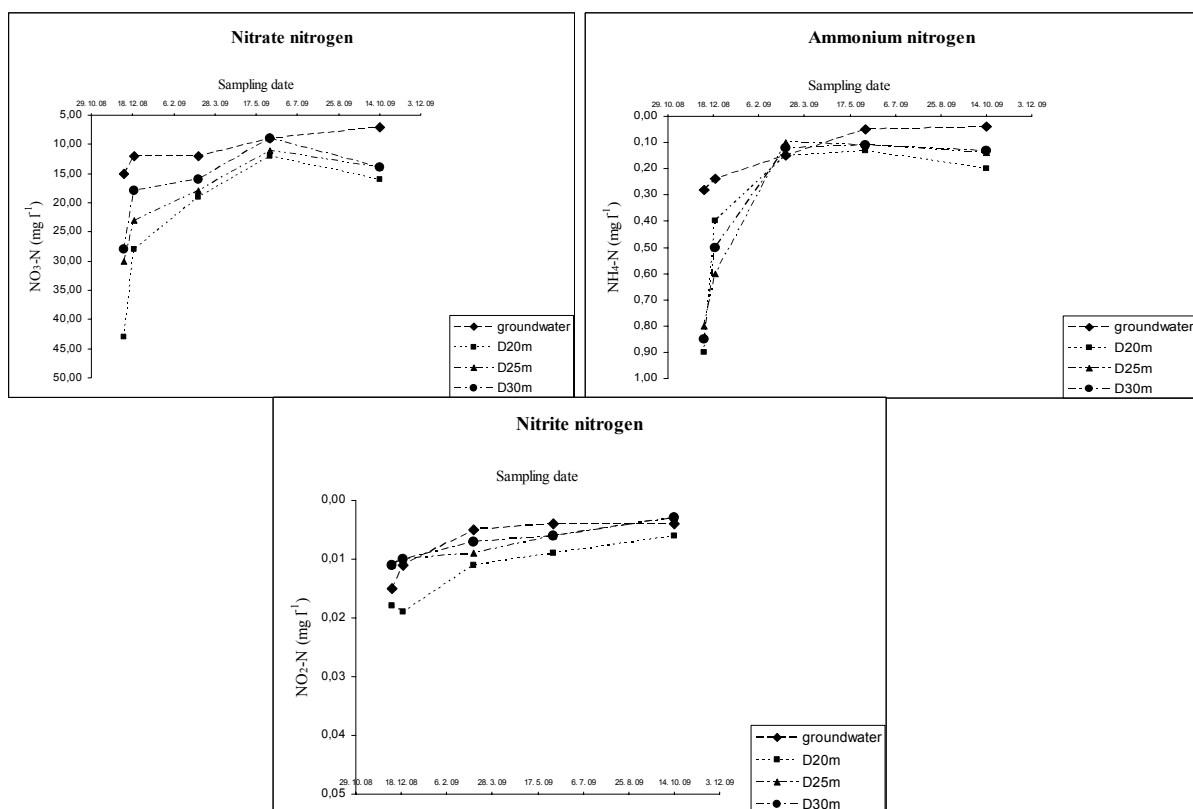 Nitrate nitrogen
Sampling date
29. 10. 08 18. 12. 08 6. 2. 09 28. 3. 09 17. 5. 09 6. 7. 09 25. 8. 09 14. 10. 09 3. 12. 09
5,00
10,00
15,00
20,00
25,00
30,00
35,00
40,00
45,00
50,00
NO3-N (mg l-1)
groundwater
D20m
D25m
D30m
Ammonium nitrogen
Sampling date
29. 10. 08 18. 12. 08 6. 2. 09 28. 3. 09 17. 5. 09 6. 7. 09 25. 8. 09 14. 10. 09 3. 12. 09
0,00
0,10
0,20
0,30
0,40
0,50
0,60
0,70
0,80
0,90
1,00
NH4-N (mg l-1)
groundwater
D20m
D25m
D30m
Nitrite nitrogen
Sampling date
0,00
0,01
0,02
0,03
0,04
0,05
NO2-N (mg l-1)
29. 10. 08 18. 12. 08 6. 2. 09 28. 3. 09 17. 5. 09 6. 7. 09 25. 8. 09 14. 10. 09 3. 12. 09
groundwater
D20m
D25m
D30m